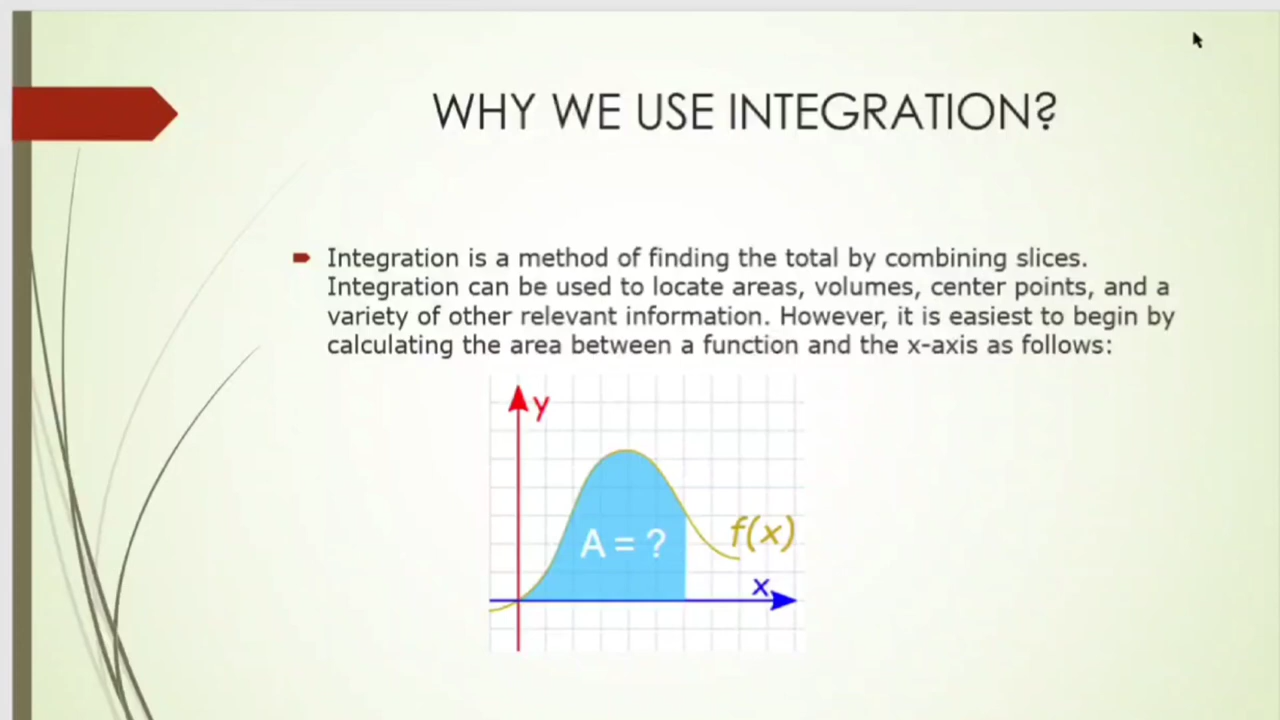 WHY WE USE INTEGRATION?
Integration is a method of finding the total by combining slices.
Integration can be used to locate areas, volumes, center points, and a
variety of other relevant information. However, it is easiest to begin by
calculating the area between a function and the x-axis as follows:
y
f(x)
A = ?
x